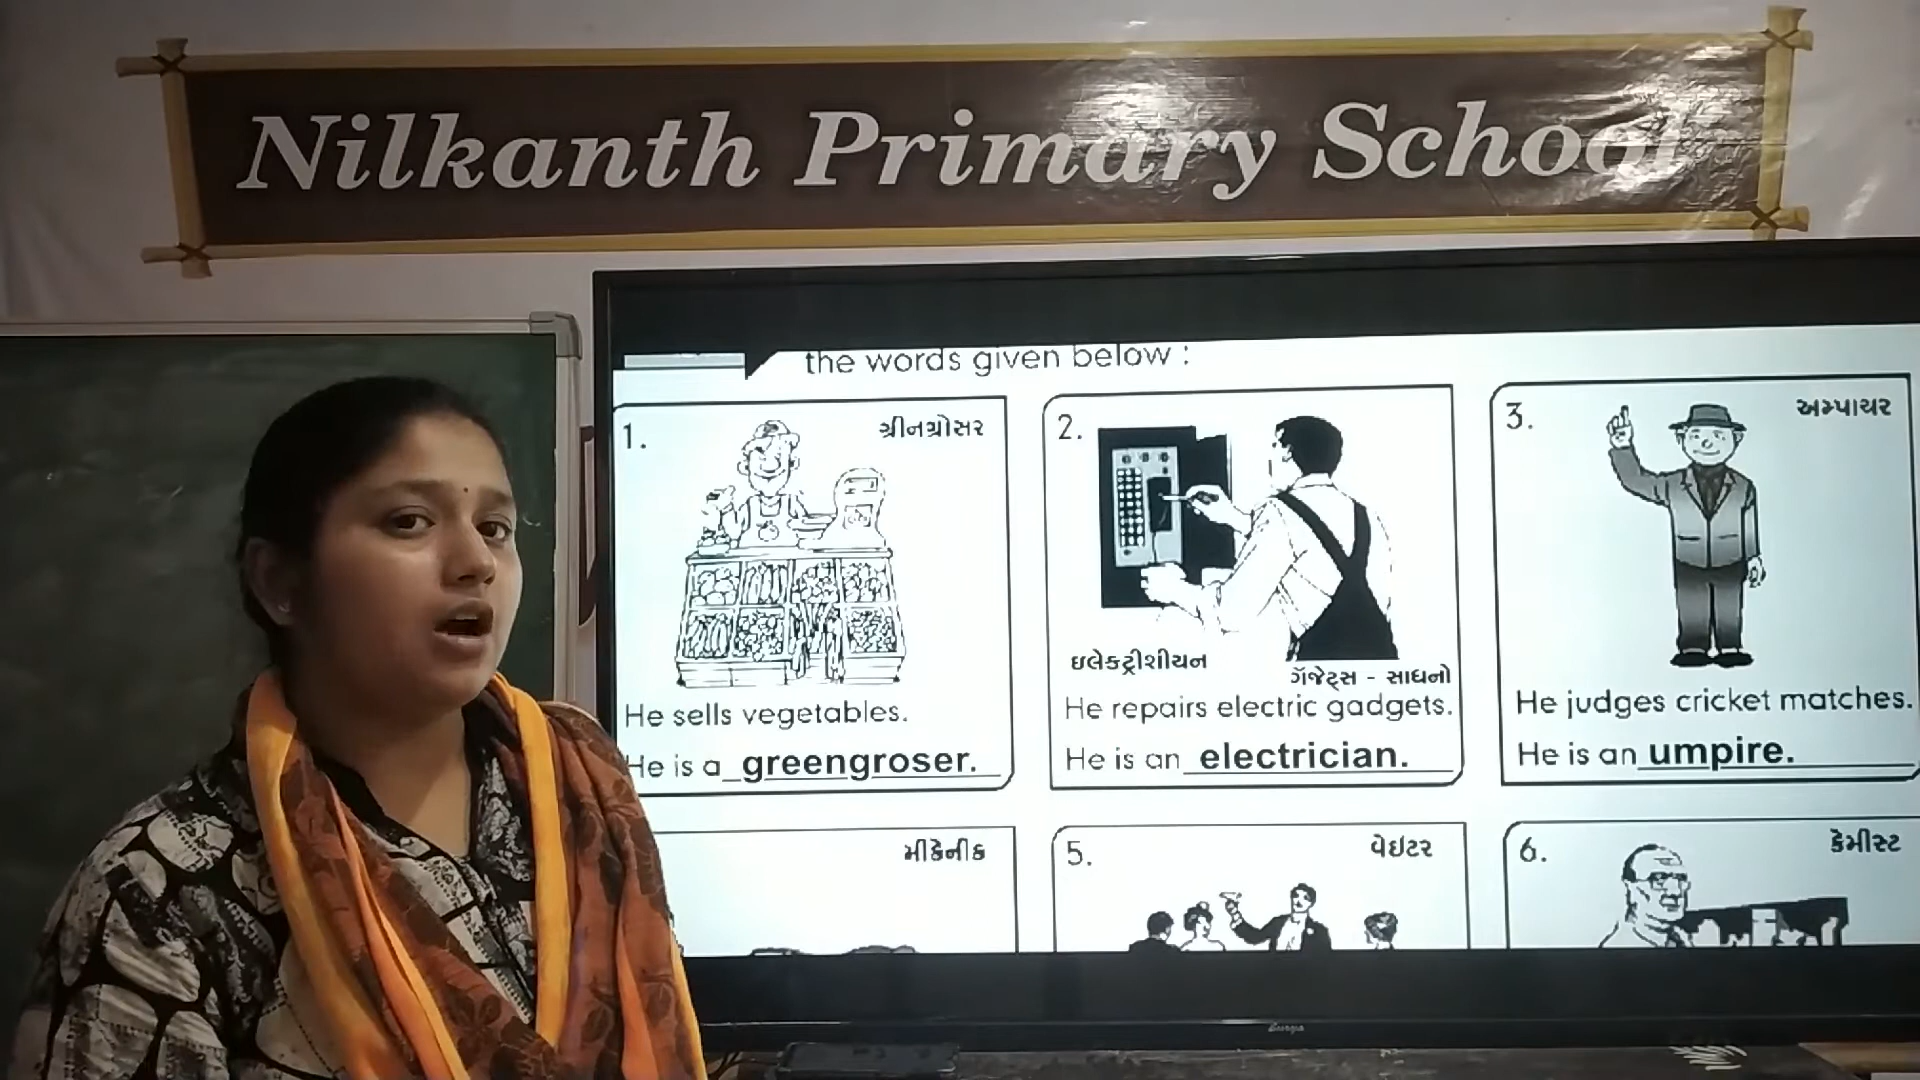 Nilkanth Primary School
the words given below :
1.
ગ્રીનગ્રોસર
He sells vegetables.
He is a greengroser.
2.
ઇલેક્ટ્રીશીયન
ગૅજેટ્સ - સાધનો
He repairs electric gadgets.
He is an electrician.
3.
અમ્પાયર
He judges cricket matches.
He is an umpire.
મીકેનીક
5.
વેઇટર
6.
કેમીસ્ટ